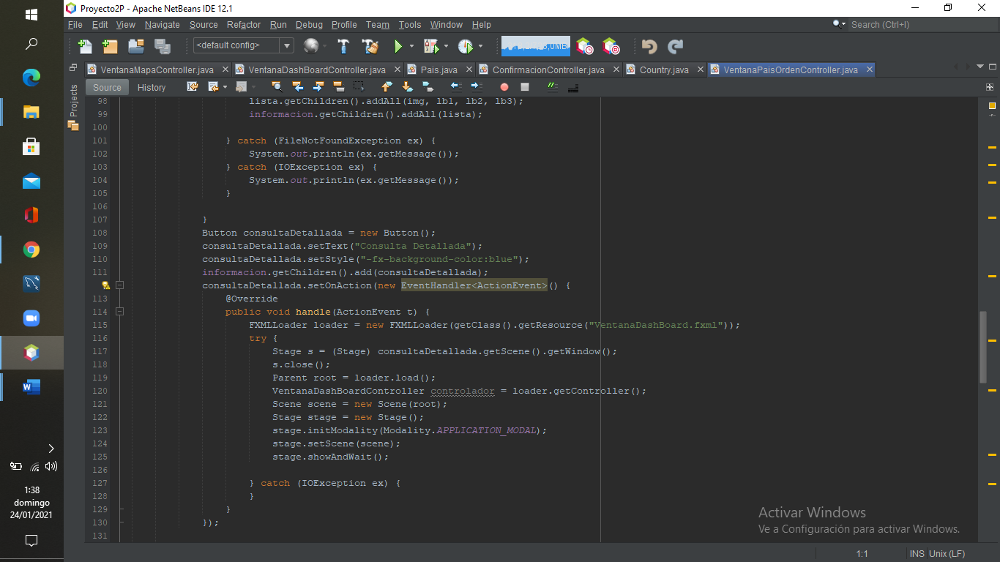 Proyecto2P - Apache NetBeans IDE 12.1
File Edit View Navigate Source Refactor Run Debug Profile Team Tools Window Help
Search (Ctrl+I)
<default config>
VentanaMapaController.java
VentanaDashBoardController.java
Pais.java
ConfirmacionController.java
Country.java
VentanaPaisOrdenController.java
Projects
Source History
98 lista.getChildren().addAll(img, lb1, lb2, lb3);
99 informacion.getChildren().addAll(lista);
100
101 } catch (FileNotFoundException ex) {
102 System.out.println(ex.getMessage());
103 } catch (IOException ex) {
104 System.out.println(ex.getMessage());
105 }
106
107 }
108 Button consultaDetallada = new Button();
109 consultaDetallada.setText("Consulta Detallada");
110 consultaDetallada.setStyle("-fx-background-color:blue");
111 informacion.getChildren().add(consultaDetallada);
consultaDetallada.setOnAction(new EventHandler<ActionEvent>() {
113 @Override
114 public void handle(ActionEvent t) {
115 FXMLLoader loader = new FXMLLoader(getClass().getResource("VentanaDashBoard.fxml"));
116 try {
117 Stage s = (Stage) consultaDetallada.getScene().getWindow();
118 s.close();
119 Parent root = loader.load();
120 VentanaDashBoardController controlador = loader.getController();
121 Scene scene = new Scene(root);
122 Stage stage = new Stage();
123 stage.initModality(Modality.APPLICATION_MODAL);
124 stage.setScene(scene);
125 stage.showAndWait();
126
127 } catch (IOException ex) {
128 }
129 }
130 });
131
Activar Windows
Ve a Configuración para activar Windows.
1:1 INS Unix (LF)
1:38
domingo
24/01/2021